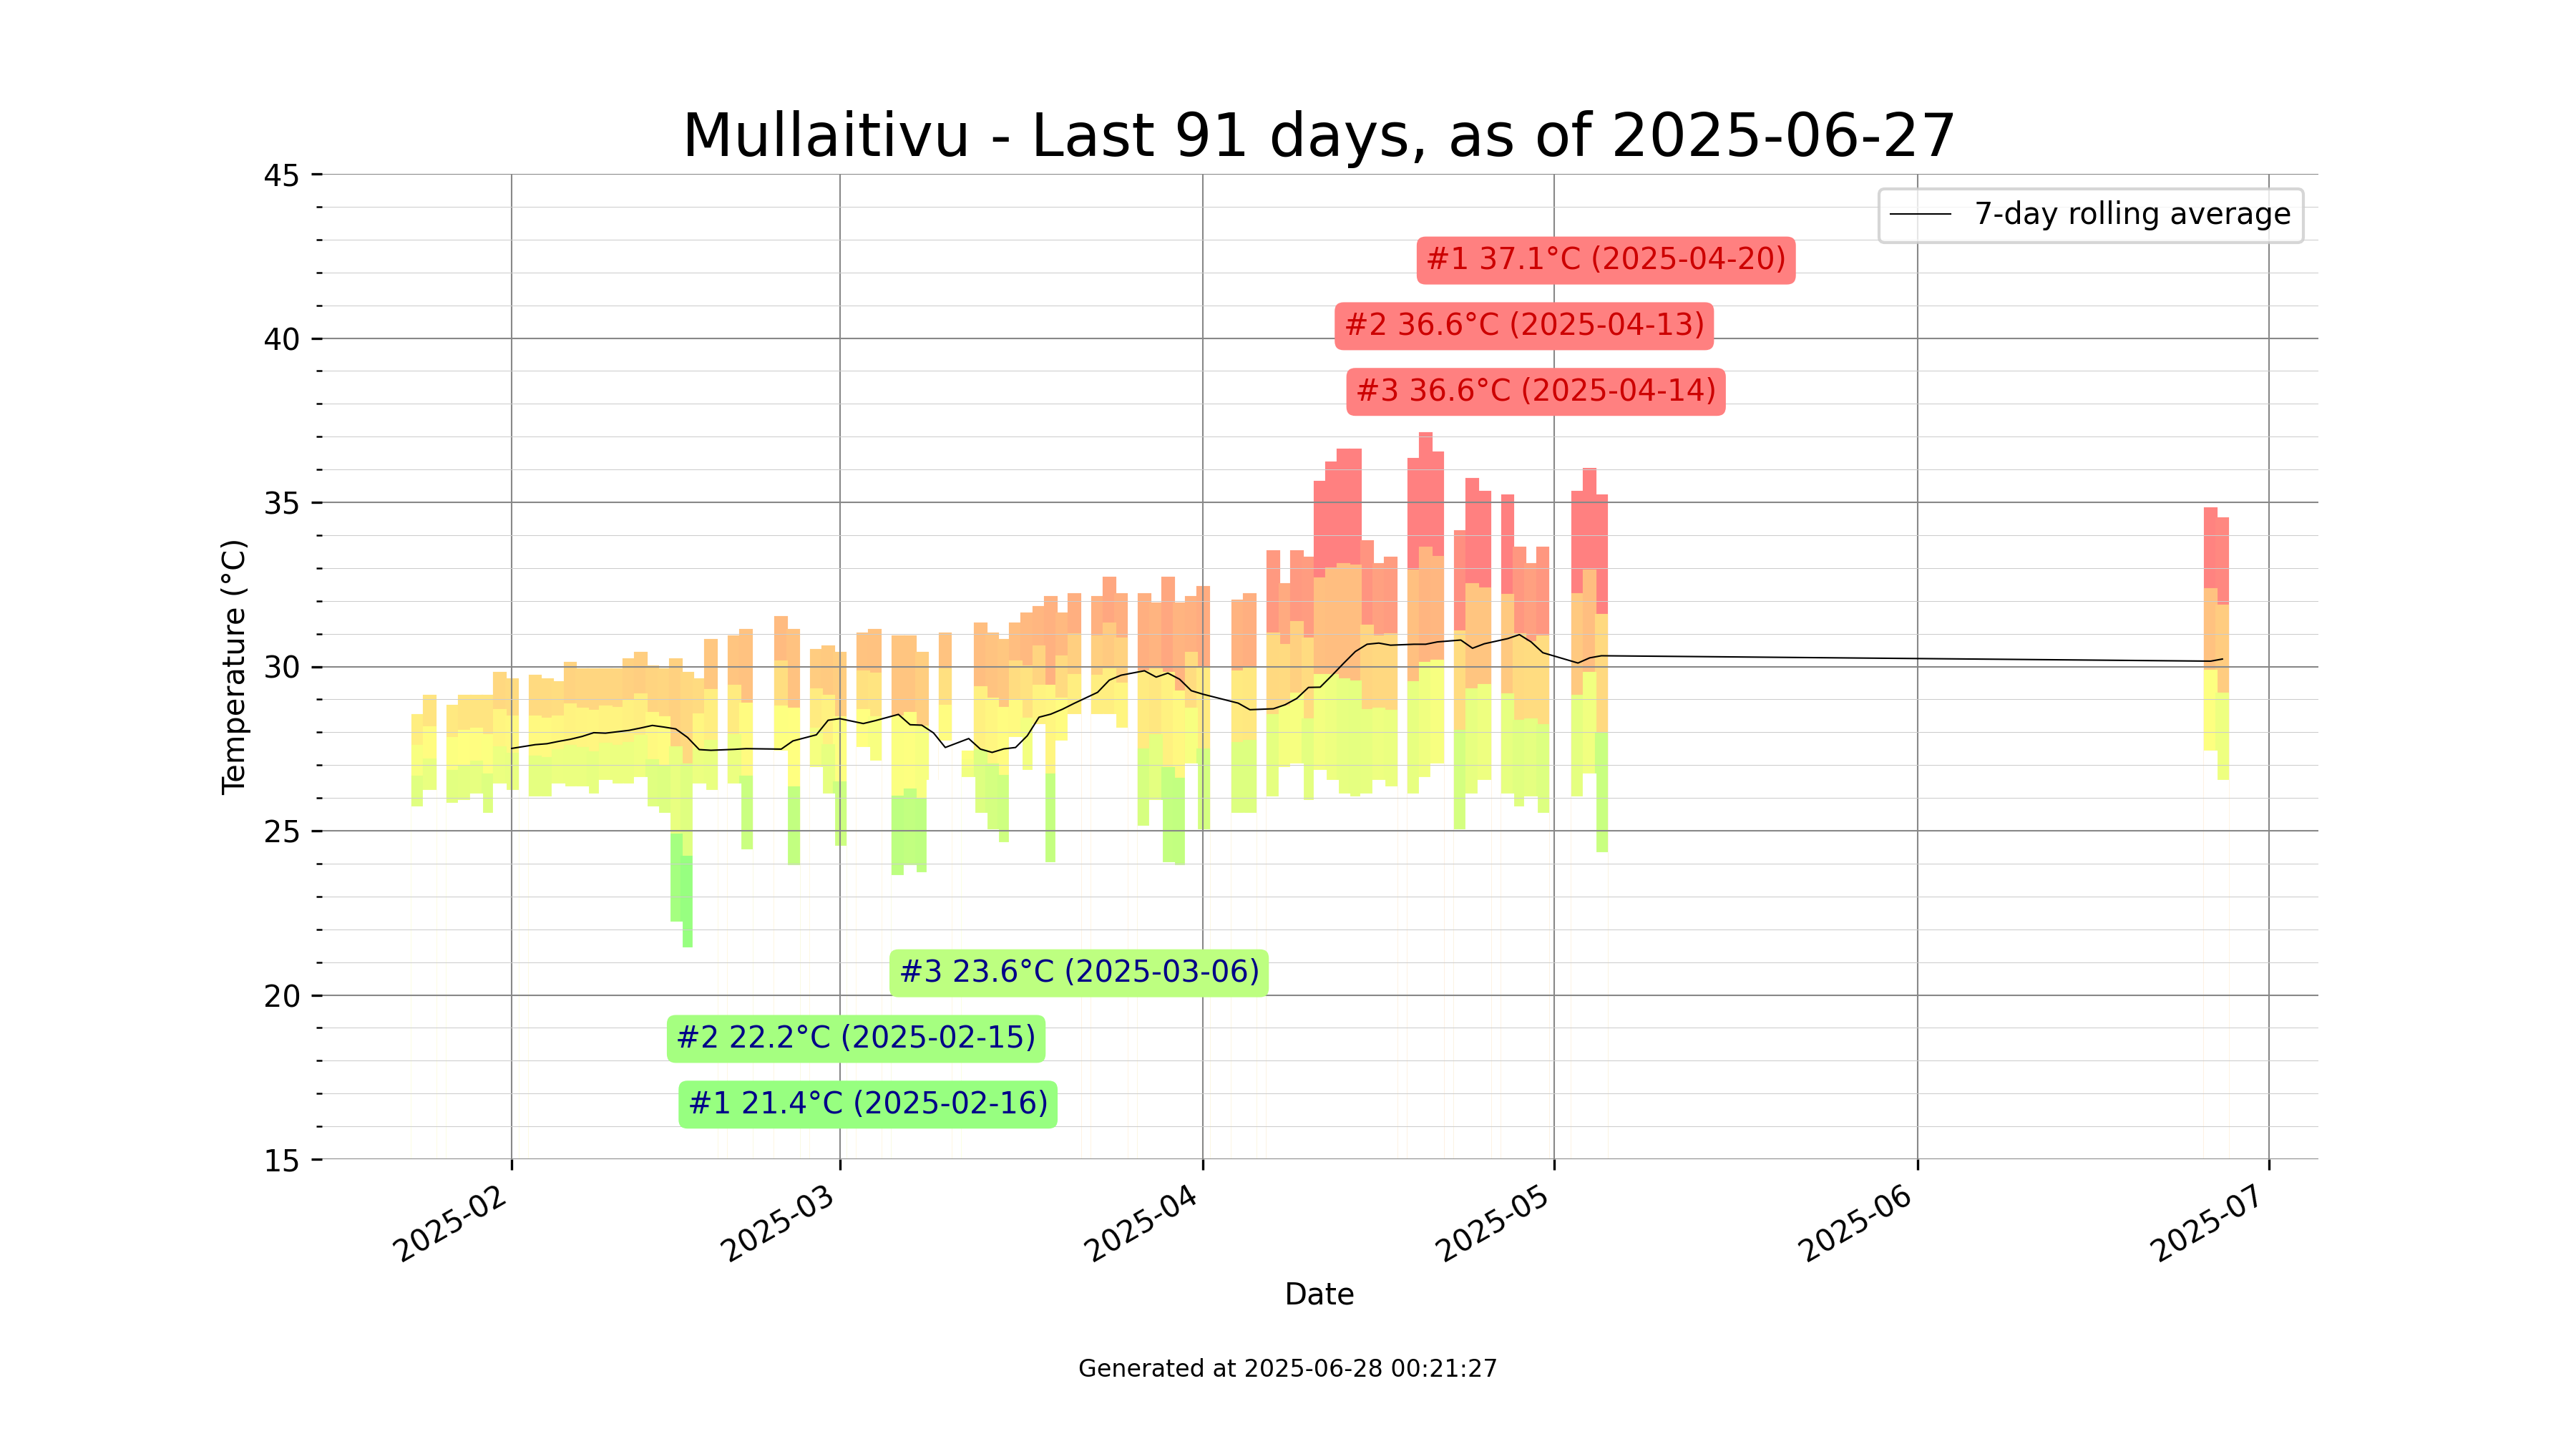 Mullaitivu - Last 91 days, as of 2025-06-27
7-day rolling average
Temperature (°C)
45
40
35
30
25
20
15
#1 37.1°C (2025-04-20)
#2 36.6°C (2025-04-13)
#3 36.6°C (2025-04-14)
#3 23.6°C (2025-03-06)
#2 22.2°C (2025-02-15)
#1 21.4°C (2025-02-16)
2025-02
2025-03
2025-04
2025-05
2025-06
2025-07
Date
Generated at 2025-06-28 00:21:27